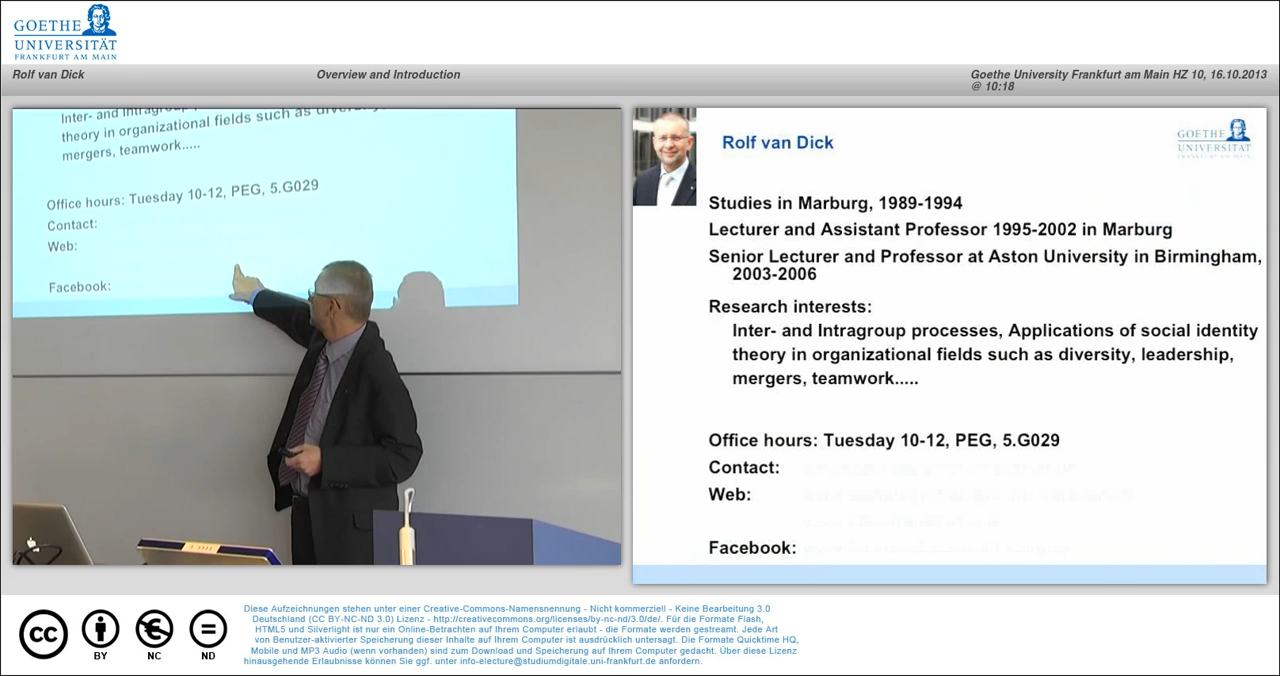 GOETHE
UNIVERSITÄT
FRANKFURT AM MAIN
Rolf van Dick
Overview and Introduction
Goethe University Frankfurt am Main HZ 10, 16.10.2013
@ 10:18
Inter- and Intragroup
theory in organizational fields such as diversity,
mergers, teamwork.....
Office hours: Tuesday 10-12, PEG, 5.G029
Contact:
Web:
Facebook:
Rolf van Dick
GOETHE
UNIVERSITÄT
FRANKFURT AM MAIN
Studies in Marburg, 1989-1994
Lecturer and Assistant Professor 1995-2002 in Marburg
Senior Lecturer and Professor at Aston University in Birmingham,
2003-2006
Research interests:
Inter- and Intragroup processes, Applications of social identity
theory in organizational fields such as diversity, leadership,
mergers, teamwork.....
Office hours: Tuesday 10-12, PEG, 5.G029
Contact:
Web:
Facebook:
cc
BY
NC
ND
Diese Aufzeichnungen stehen unter einer Creative-Commons-Namensnennung - Nicht kommerziell - Keine Bearbeitung 3.0
Deutschland (CC BY-NC-ND 3.0) Lizenz - http://creativecommons.org/licenses/by-nc-nd/3.0/de/. Für die Formate Flash,
HTML5 und Silverlight ist nur ein Online-Betrachten auf Ihrem Computer erlaubt - die Formate werden gestreamt. Jede Art
von Benutzer-aktivierter Speicherung dieser Inhalte auf Ihrem Computer ist ausdrücklich untersagt. Die Formate Quicktime HQ,
Mobile und MP3 Audio (wenn vorhanden) sind zum Download und Speicherung auf Ihrem Computer gedacht. Über diese Lizenz
hinausgehende Erlaubnisse können Sie ggf. unter info-electure@studiumdigitale.uni-frankfurt.de anfordern.